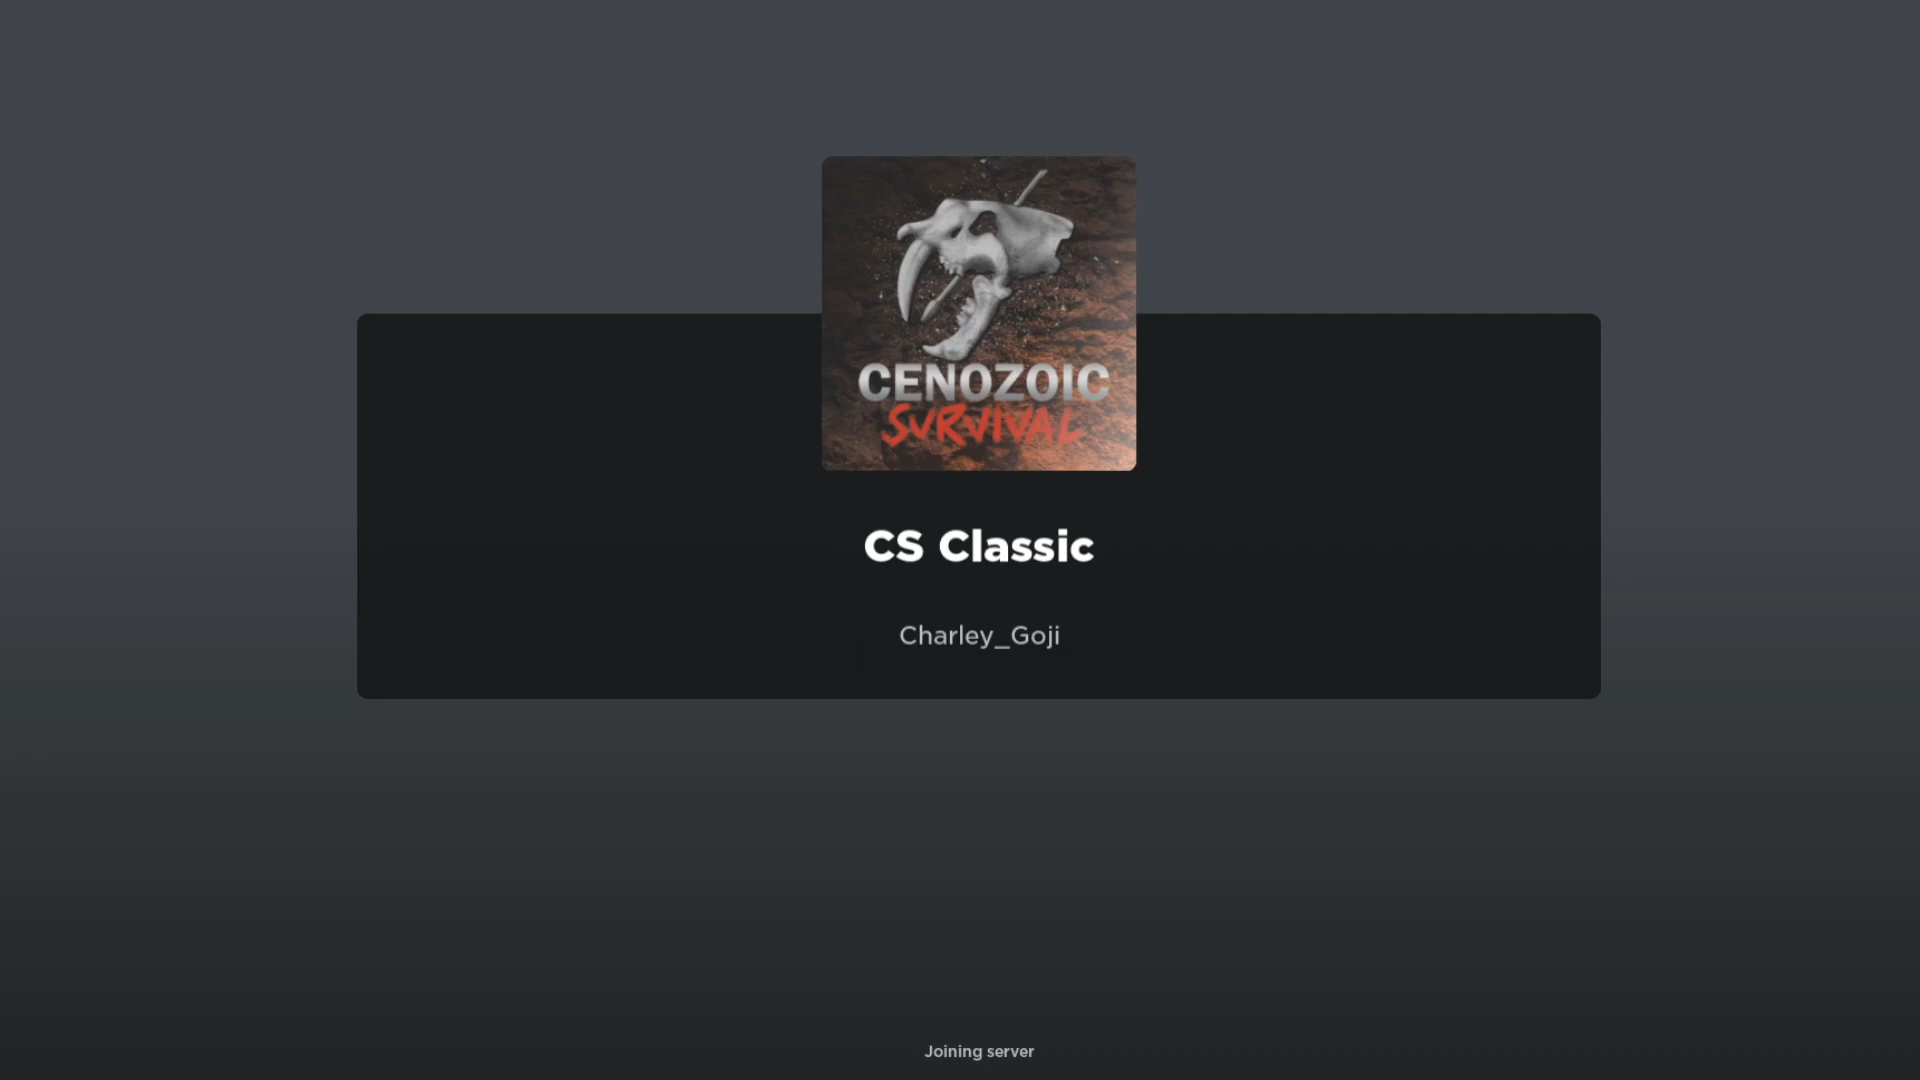 CENOZOIC
SURVIVAL
CS Classic
Charley_Goji
Joining server